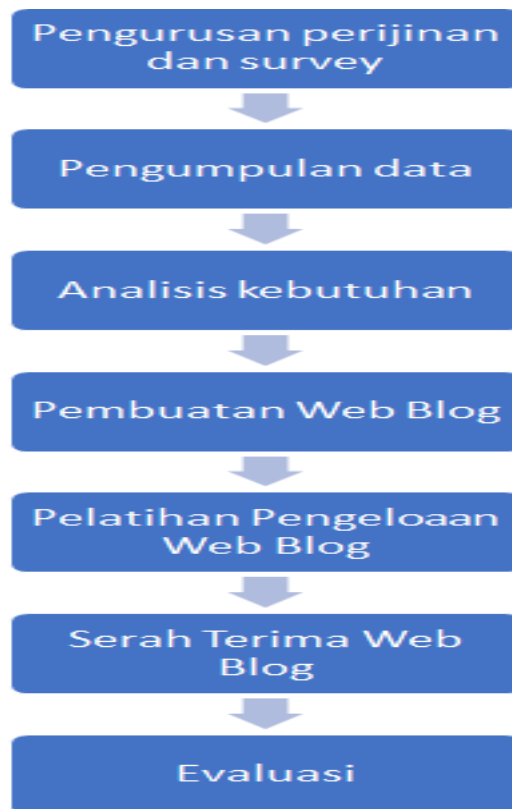 Pengurusan perijinan
dan survey
Pengumpulan data
Analisis kebutuhan
Pembuatan Web Blog
Pelatihan Pengeloaan
Web Blog
Serah Terima Web
Blog
Evaluasi